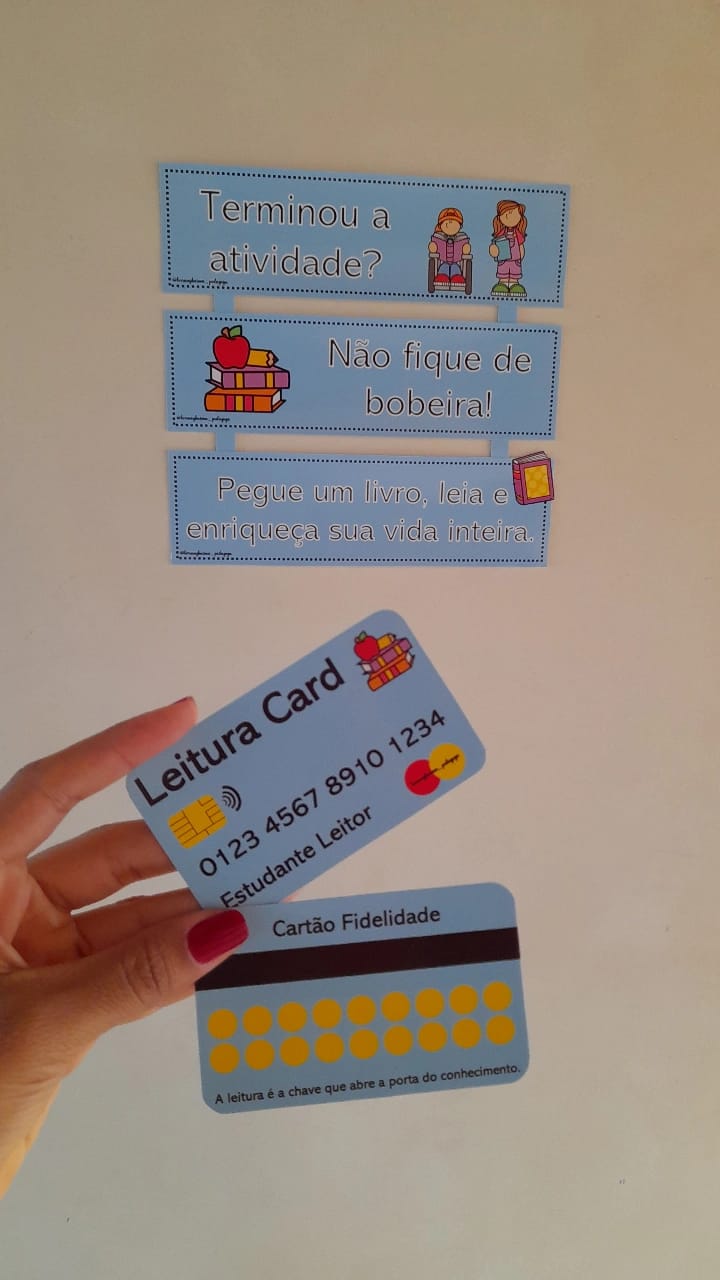 Terminou a
atividade?
Não fique de
bobeira!
Pegue um livro, leia e
enriqueça sua vida inteira.
Leitura Card
0123 4567 8910 1234
Estudante Leitor
Cartão Fidelidade
A leitura é a chave que abre a porta do conhecimento.